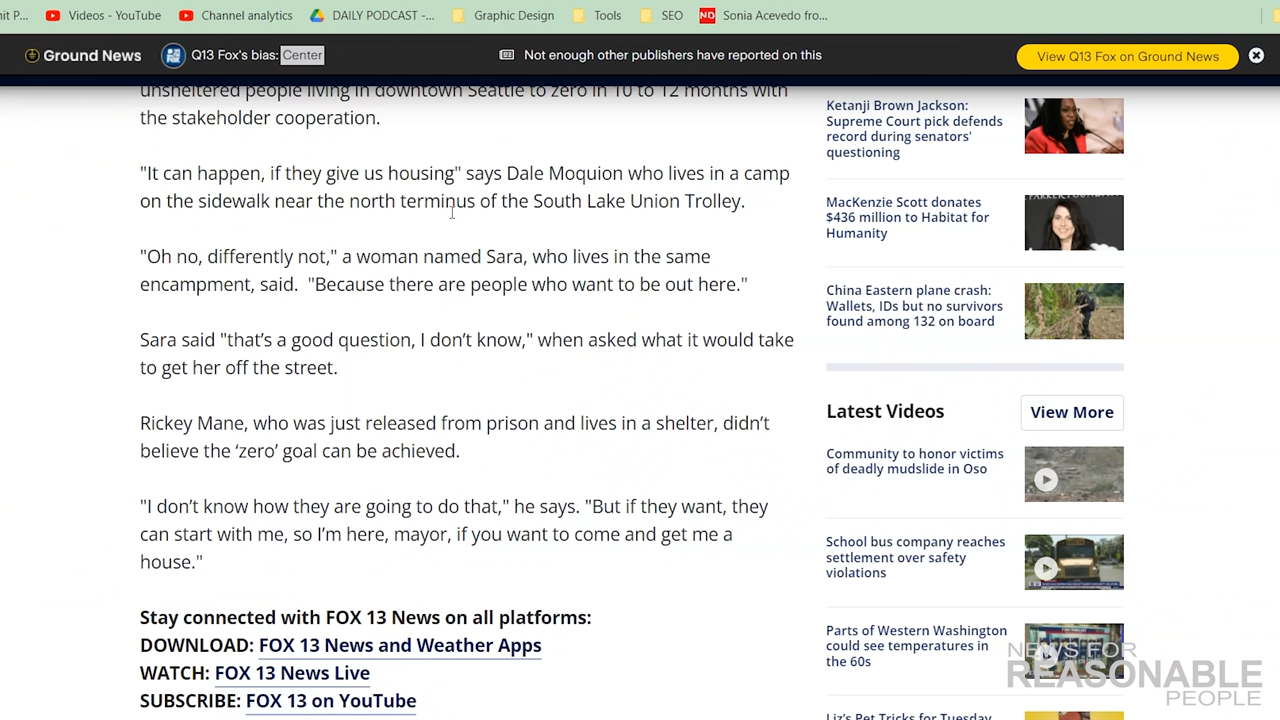 nit P...
Videos - YouTube
Channel analytics
DAILY PODCAST -...
Graphic Design
Tools
SEO
Sonia Acevedo fro...
Ground News
Q13 Fox's bias: Center
Not enough other publishers have reported on this
View Q13 Fox on Ground News
unsheltered people living in downtown Seattle to zero in 10 to 12 months with
the stakeholder cooperation.
"It can happen, if they give us housing" says Dale Moquion who lives in a camp
on the sidewalk near the north terminus of the South Lake Union Trolley.
"Oh no, differently not," a woman named Sara, who lives in the same
encampment, said.  "Because there are people who want to be out here."
Sara said "that’s a good question, I don’t know," when asked what it would take
to get her off the street.
Rickey Mane, who was just released from prison and lives in a shelter, didn’t
believe the ‘zero’ goal can be achieved.
"I don’t know how they are going to do that," he says. "But if they want, they
can start with me, so I’m here, mayor, if you want to come and get me a
house."
Stay connected with FOX 13 News on all platforms:
DOWNLOAD: FOX 13 News and Weather Apps
WATCH: FOX 13 News Live
SUBSCRIBE: FOX 13 on YouTube
Ketanji Brown Jackson:
Supreme Court pick defends
record during senators'
questioning
MacKenzie Scott donates
$436 million to Habitat for
Humanity
China Eastern plane crash:
Wallets, IDs but no survivors
found among 132 on board
Latest Videos
View More
Community to honor victims
of deadly mudslide in Oso
School bus company reaches
settlement over safety
violations
Parts of Western Washington
could see temperatures in
the 60s
Liz's Pet Tricks for Tuesday,
NEWS FOR
REASONABLE
PEOPLE